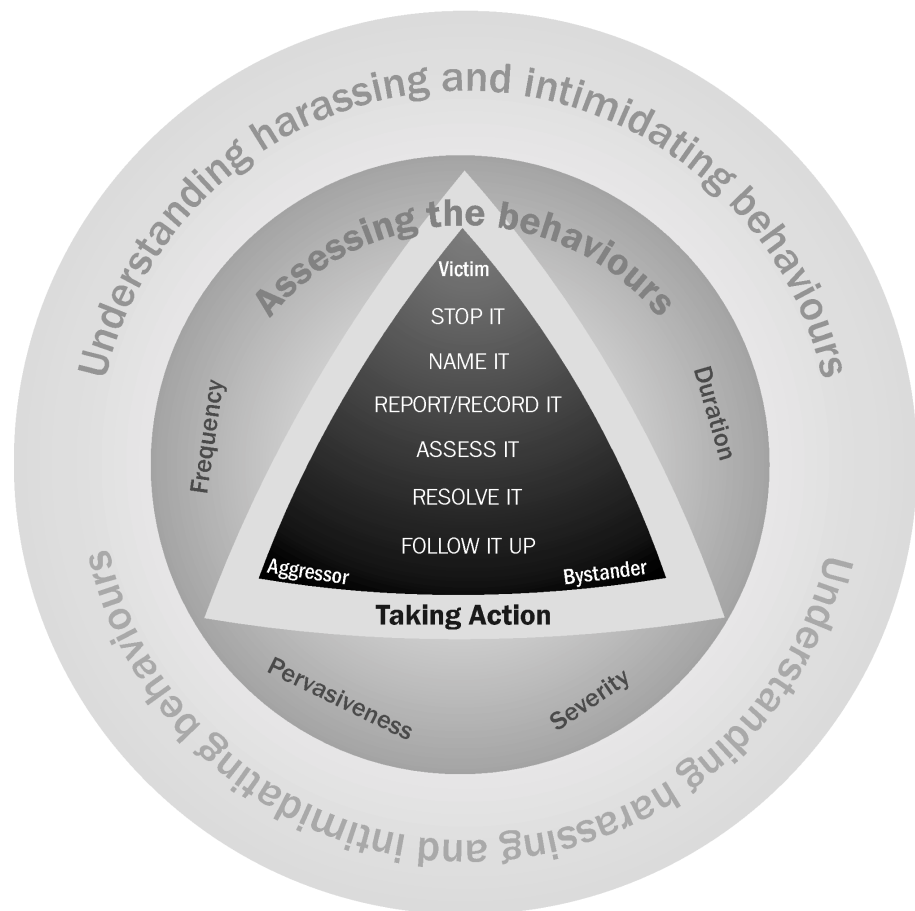 Understanding harassing and intimidating behaviours
Assessing the behaviours
Victim
STOP IT
NAME IT
REPORT/RECORD IT
ASSESS IT
RESOLVE IT
FOLLOW IT UP
Aggressor
Bystander
Taking Action
Frequency
Duration
Pervasiveness
Severity
Understanding harassing and intimidating behaviours